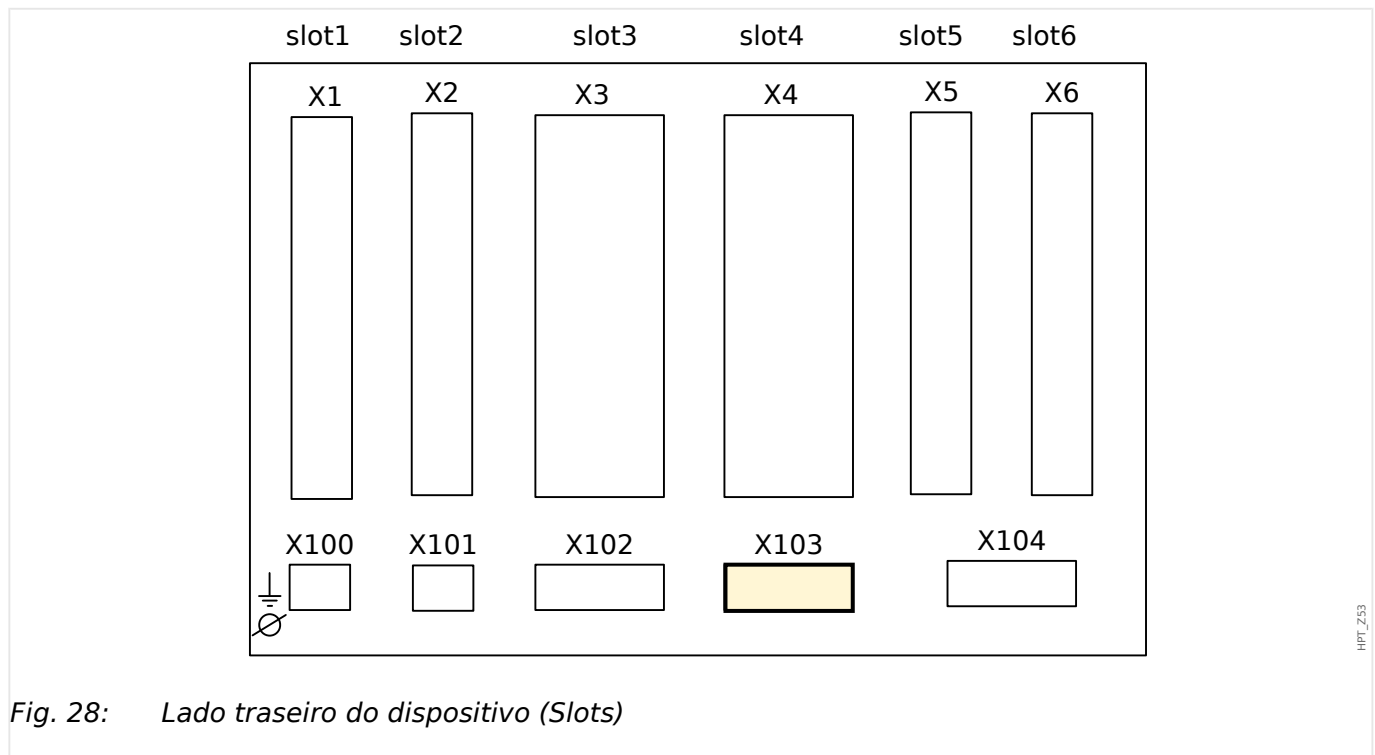 slot1 slot2 slot3 slot4 slot5 slot6
X1 X2 X3 X4 X5 X6
X100 X101 X102 X103 X104
HPT_Z53
Fig. 28: Lado traseiro do dispositivo (Slots)